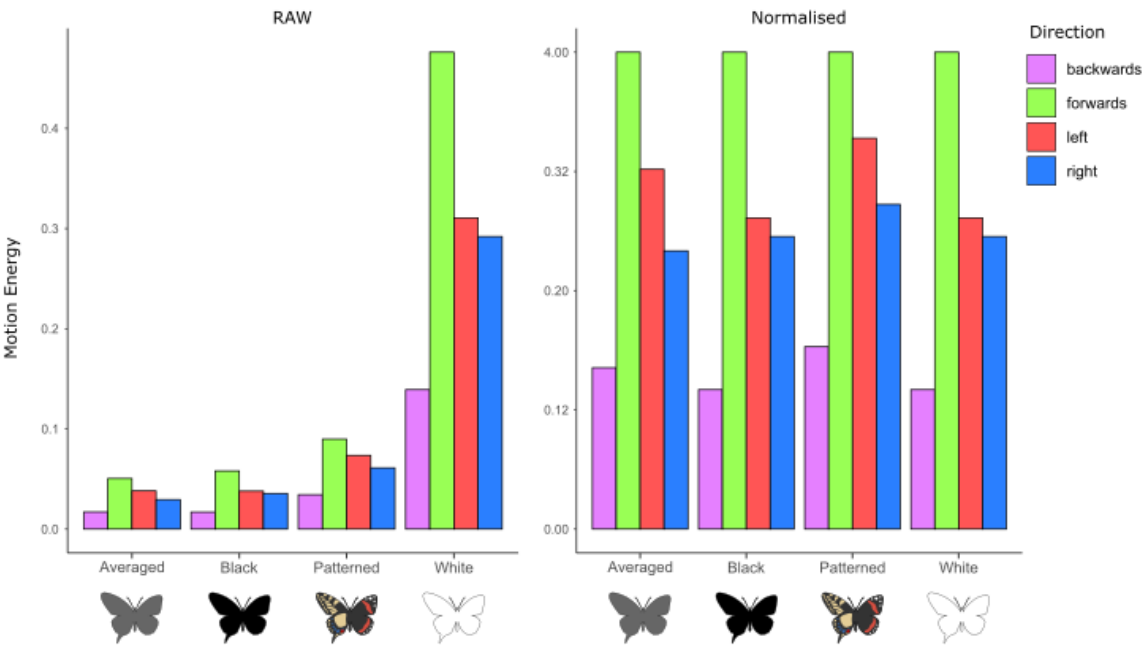 RAW
Normalised
Direction
backwards
forwards
left
right
Motion Energy
0.4
0.3
0.2
0.1
0.0
4.00
0.32
0.20
0.12
0.00
Averaged Black Patterned White
Averaged Black Patterned White